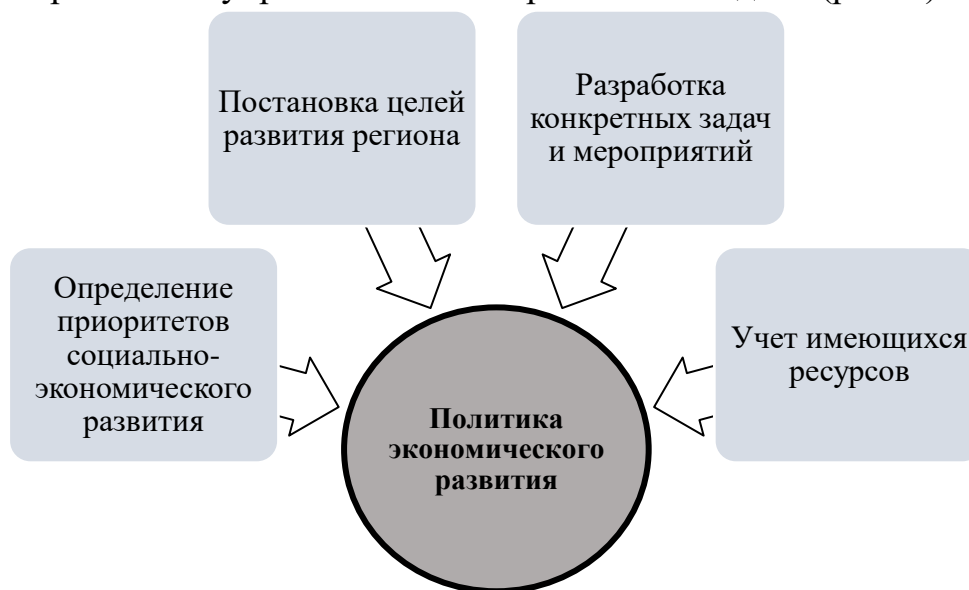 Постановка целей
развития региона
Разработка
конкретных задач
и мероприятий
Определение
приоритетов
социально-
экономического
развития
Учет имеющихся
ресурсов
Политика
экономического
развития